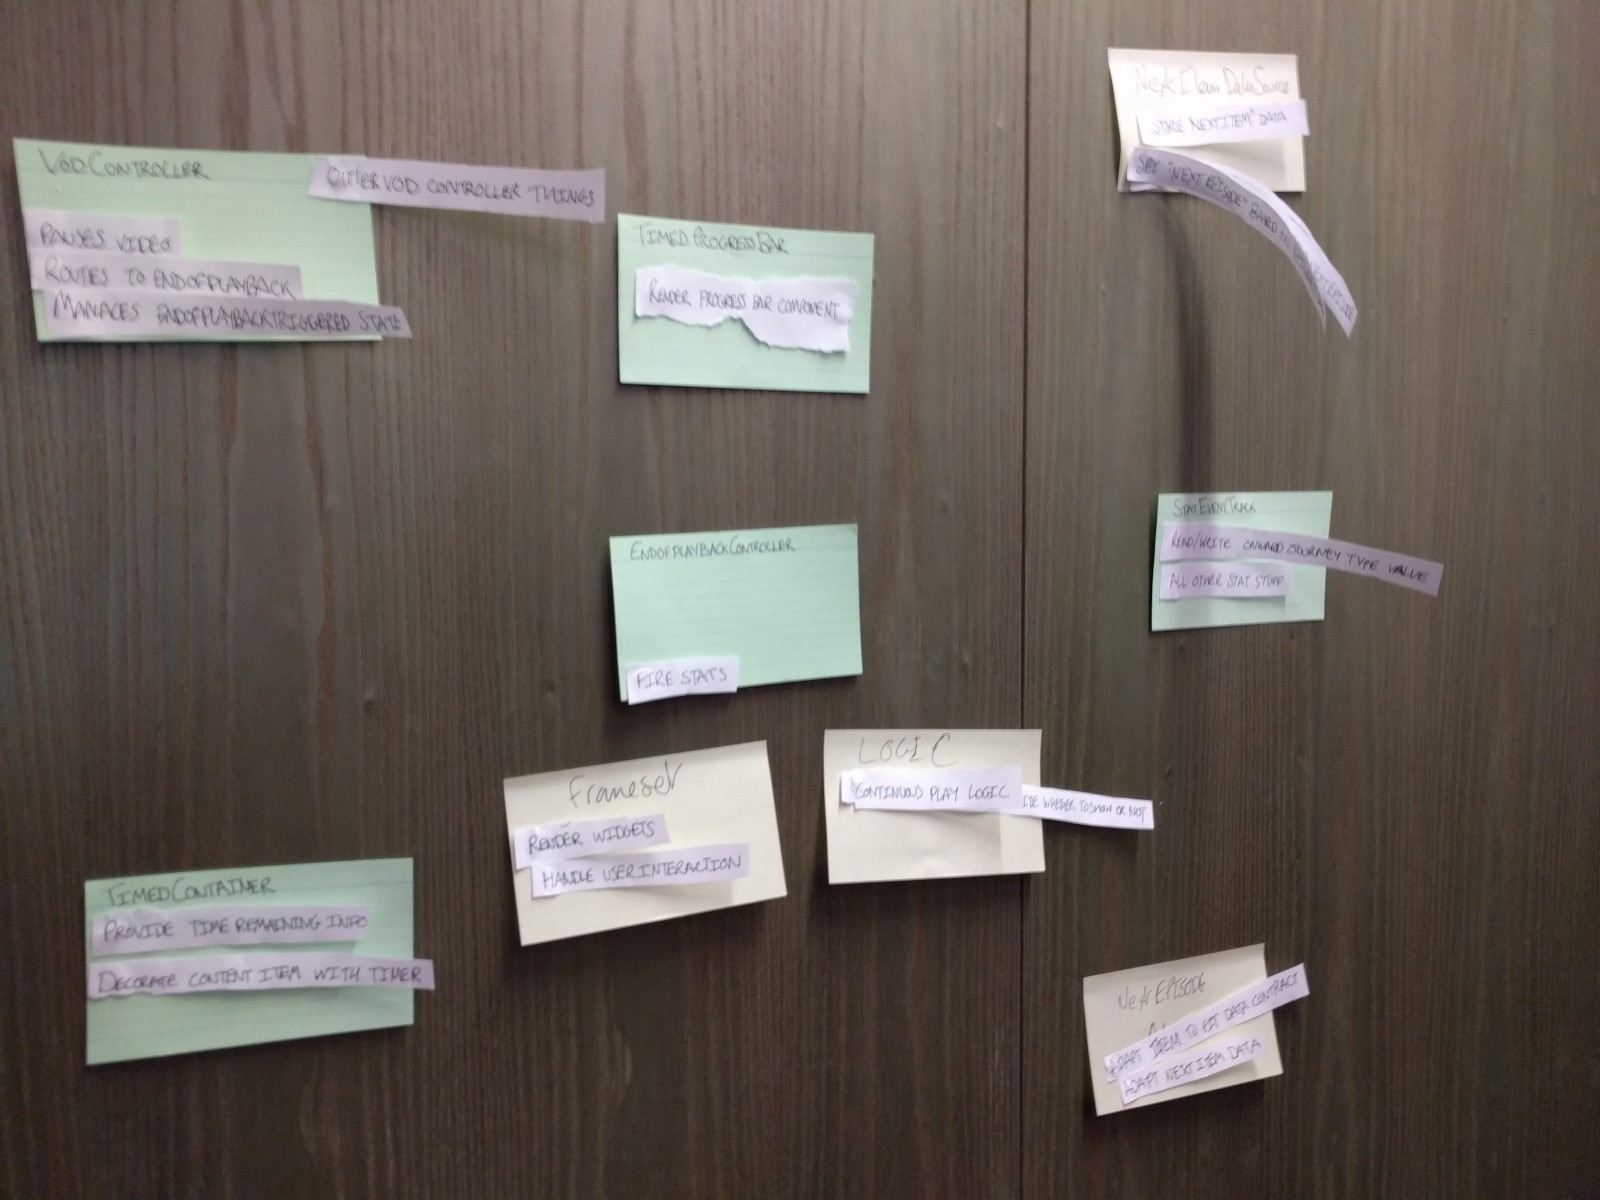 VODCONTROLLER
OTHER VOD CONTROLLER THINGS
PAUSES VIDEO
ROUTES TO ENDOFPLAYBACK
MANAGES ENDOFPLAYBACKTRIGGERED STATE
TIMEDPROGRESSBAR
RENDER PROGRESS BAR COMPONENT
NextItemDataSource
STORE "NEXTITEM" DATA
SET "NEXT EPISODE" BASED
EPISODE
STATEVENTTRACK
READ/WRITE ONWARD JOURNEY TYPE VALUE
ALL OTHER STAT STUFF
ENDOFPLAYBACKCONTROLLER
FIRE STATS
frameset
RENDER WIDGETS
HANDLE USER INTERACTION
LOGIC
CONTINUOUS PLAY LOGIC
IDE WHETHER TO SHOW OR NOT
TIMEDCONTAINER
PROVIDE TIME REMAINING INFO
DECORATE CONTENT ITEM WITH TIMER
NextEPISODE
ADAPT ITEM TO FIT DATA CONTRACT
ADAPT NEXT ITEM DATA